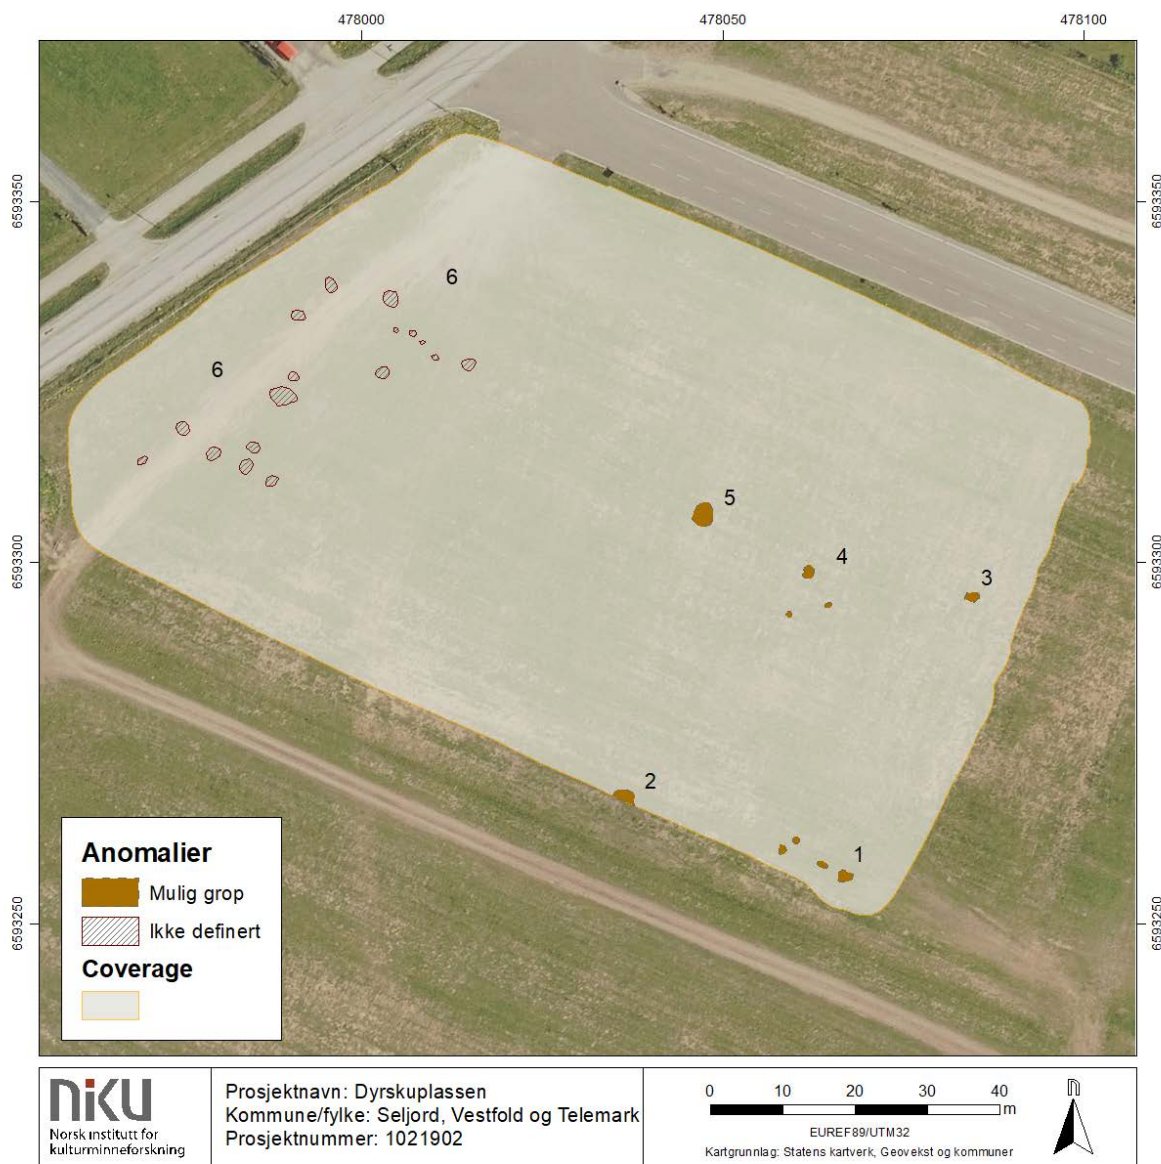 478000
478050
478100
6593350
6593350
6
6
5
4
3
6593300
6593300
2
1
6593250
6593250
Anomalier
Mulig grop
Ikke definert
Coverage
NIKU
Norsk institutt for
kulturminneforskning
Prosjektnavn: Dyrskuplassen
Kommune/fylke: Seljord, Vestfold og Telemark
Prosjektnummer: 1021902
0 10 20 30 40
m
EUREF89/UTM32
Kartgrunnlag: Statens kartverk, Geovekst og kommuner
n